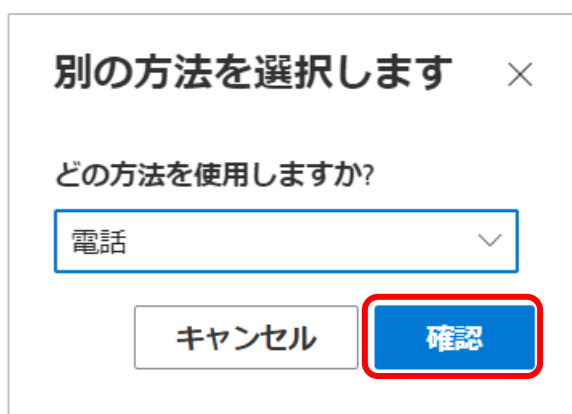 別の方法を選択します
どの方法を使用しますか?
電話
キャンセル
確認